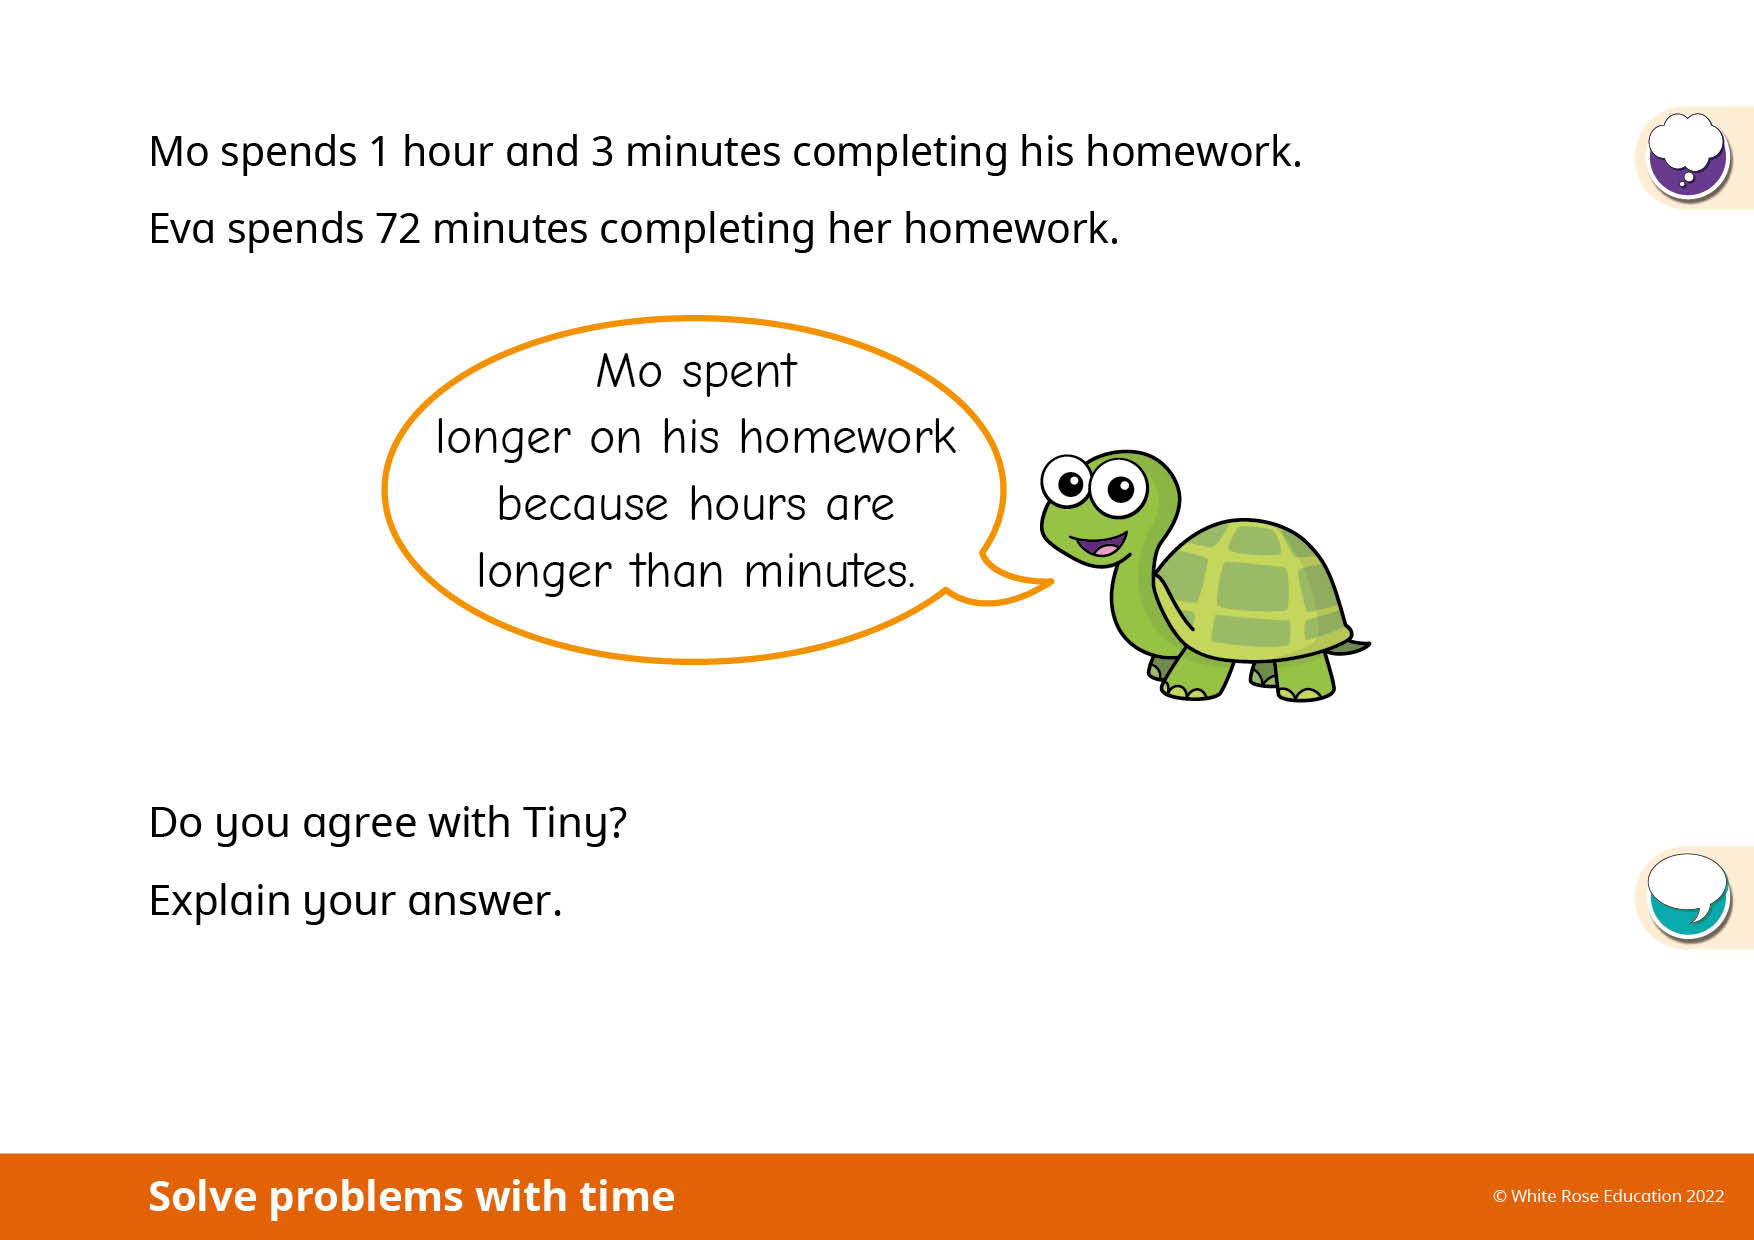 Mo spends 1 hour and 3 minutes completing his homework.
Eva spends 72 minutes completing her homework.
Mo spent
longer on his homework
because hours are
longer than minutes.
Do you agree with Tiny?
Explain your answer.
Solve problems with time
© White Rose Education 2022